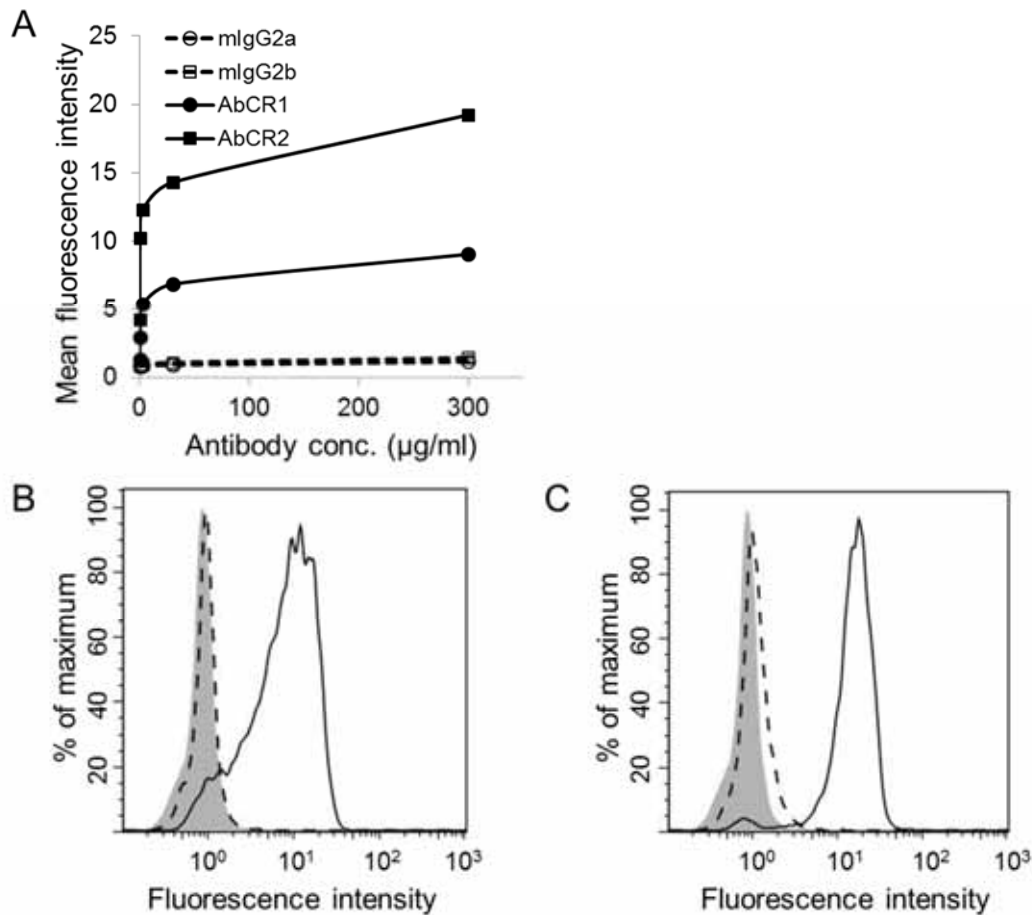 A
25
20
15
10
5
0
Mean fluorescence intensity
mIgG2a
mIgG2b
AbCR1
AbCR2
0 100 200 300
Antibody conc. (µg/ml)
B
100
80
60
40
20
% of maximum
10⁰ 10¹ 10² 10³
Fluorescence intensity
C
100
80
60
40
20
% of maximum
10⁰ 10¹ 10² 10³
Fluorescence intensity